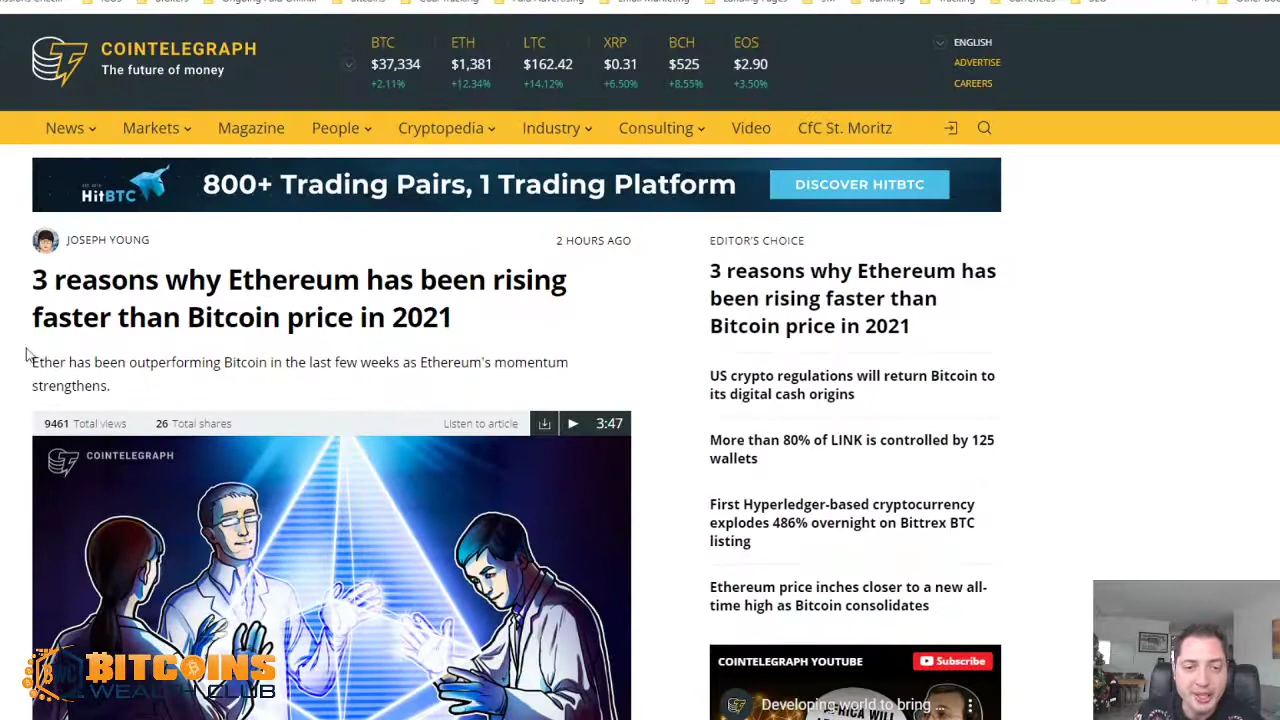 COINTELEGRAPH
The future of money
BTC
$37,334
+2.11%
ETH
$1,381
+12.34%
LTC
$162.42
+14.12%
XRP
$0.31
+6.50%
BCH
$525
+8.55%
EOS
$2.90
+3.50%
ENGLISH
ADVERTISE
CAREERS
News Markets Magazine People Cryptopedia Industry Consulting Video CfC St. Moritz
HitBTC 800+ Trading Pairs, 1 Trading Platform DISCOVER HITBTC
JOSEPH YOUNG 2 HOURS AGO
3 reasons why Ethereum has been rising
faster than Bitcoin price in 2021
Ether has been outperforming Bitcoin in the last few weeks as Ethereum's momentum
strengthens.
9461 Total views 26 Total shares Listen to article 3:47
COINTELEGRAPH
BITCOINS
WEALTH CLUB
EDITOR'S CHOICE
3 reasons why Ethereum has
been rising faster than
Bitcoin price in 2021
US crypto regulations will return Bitcoin to
its digital cash origins
More than 80% of LINK is controlled by 125
wallets
First Hyperledger-based cryptocurrency
explodes 486% overnight on Bittrex BTC
listing
Ethereum price inches closer to a new all-
time high as Bitcoin consolidates
COINTELEGRAPH YOUTUBE Subscribe
Developing world to bring ...